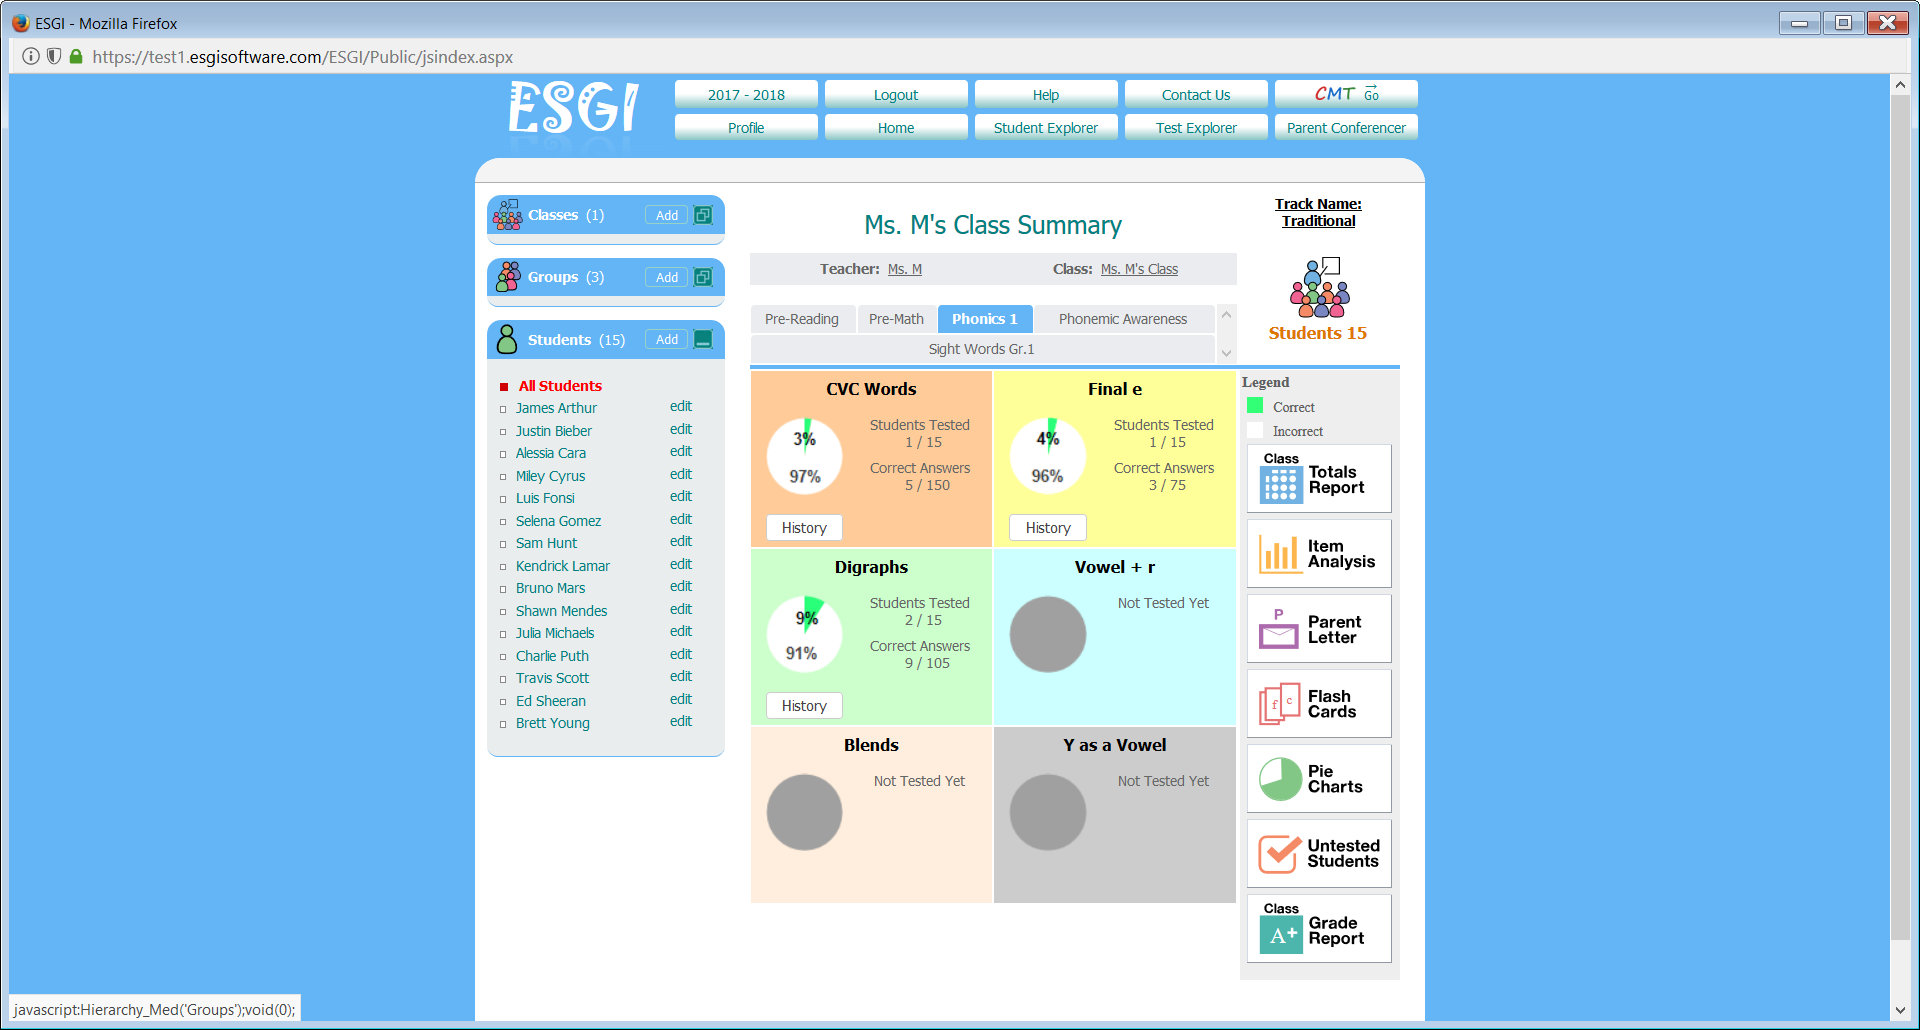 ESGI - Mozilla Firefox
https://test1.esgisoftware.com/ESGI/Public/jsindex.aspx
ESGI
2017 - 2018
Logout
Help
Contact Us
CMT Go
Profile
Home
Student Explorer
Test Explorer
Parent Conferencer
Classes (1)
Add
Groups (3)
Add
Students (15)
Add
All Students
James Arthur edit
Justin Bieber edit
Alessia Cara edit
Miley Cyrus edit
Luis Fonsi edit
Selena Gomez edit
Sam Hunt edit
Kendrick Lamar edit
Bruno Mars edit
Shawn Mendes edit
Julia Michaels edit
Charlie Puth edit
Travis Scott edit
Ed Sheeran edit
Brett Young edit
Ms. M's Class Summary
Teacher: Ms. M
Class: Ms. M's Class
Pre-Reading
Pre-Math
Phonics 1
Phonemic Awareness
Sight Words Gr.1
Track Name:
Traditional
Students 15
CVC Words
3%
97%
Students Tested
1 / 15
Correct Answers
5 / 150
History
Final e
4%
96%
Students Tested
1 / 15
Correct Answers
3 / 75
History
Digraphs
9%
91%
Students Tested
2 / 15
Correct Answers
9 / 105
History
Vowel + r
Not Tested Yet
Blends
Not Tested Yet
Y as a Vowel
Not Tested Yet
Legend
Correct
Incorrect
Class
Totals
Report
Item
Analysis
P
Parent
Letter
f c
Flash
Cards
Pie
Charts
Untested
Students
Class
A+
Grade
Report
javascript:Hierarchy_Med('Groups');void(0);